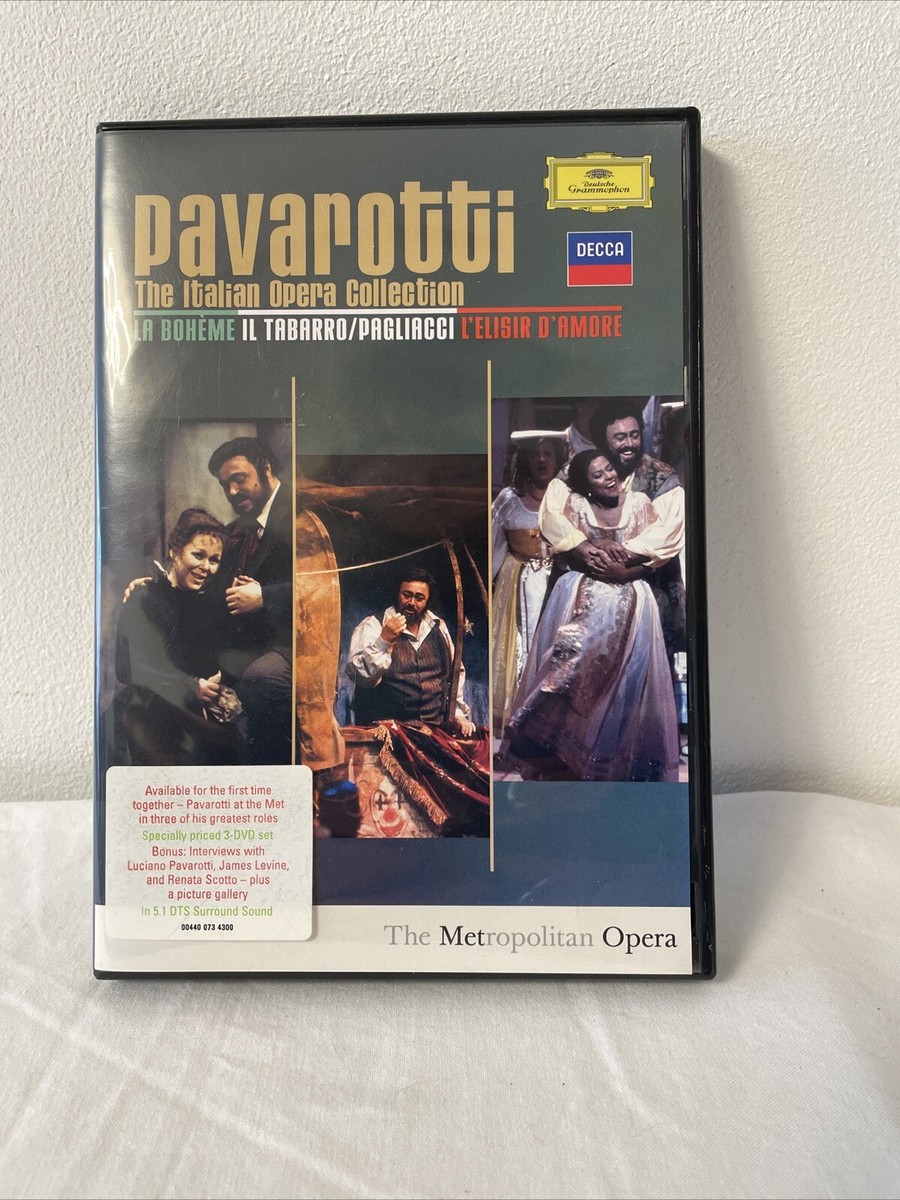 Pavarotti
Deutsche
Grammophon
DECCA
The Italian Opera Collection
LA BOHÈME IL TABARRO/PAGLIACCI L'ELISIR D'AMORE
Available for the first time
together – Pavarotti at the Met
in three of his greatest roles
Specially priced 3-DVD set
Bonus: Interviews with
Luciano Pavarotti, James Levine,
and Renata Scotto – plus
a picture gallery
In 5.1 DTS Surround Sound
00440 073 4300
The Metropolitan Opera